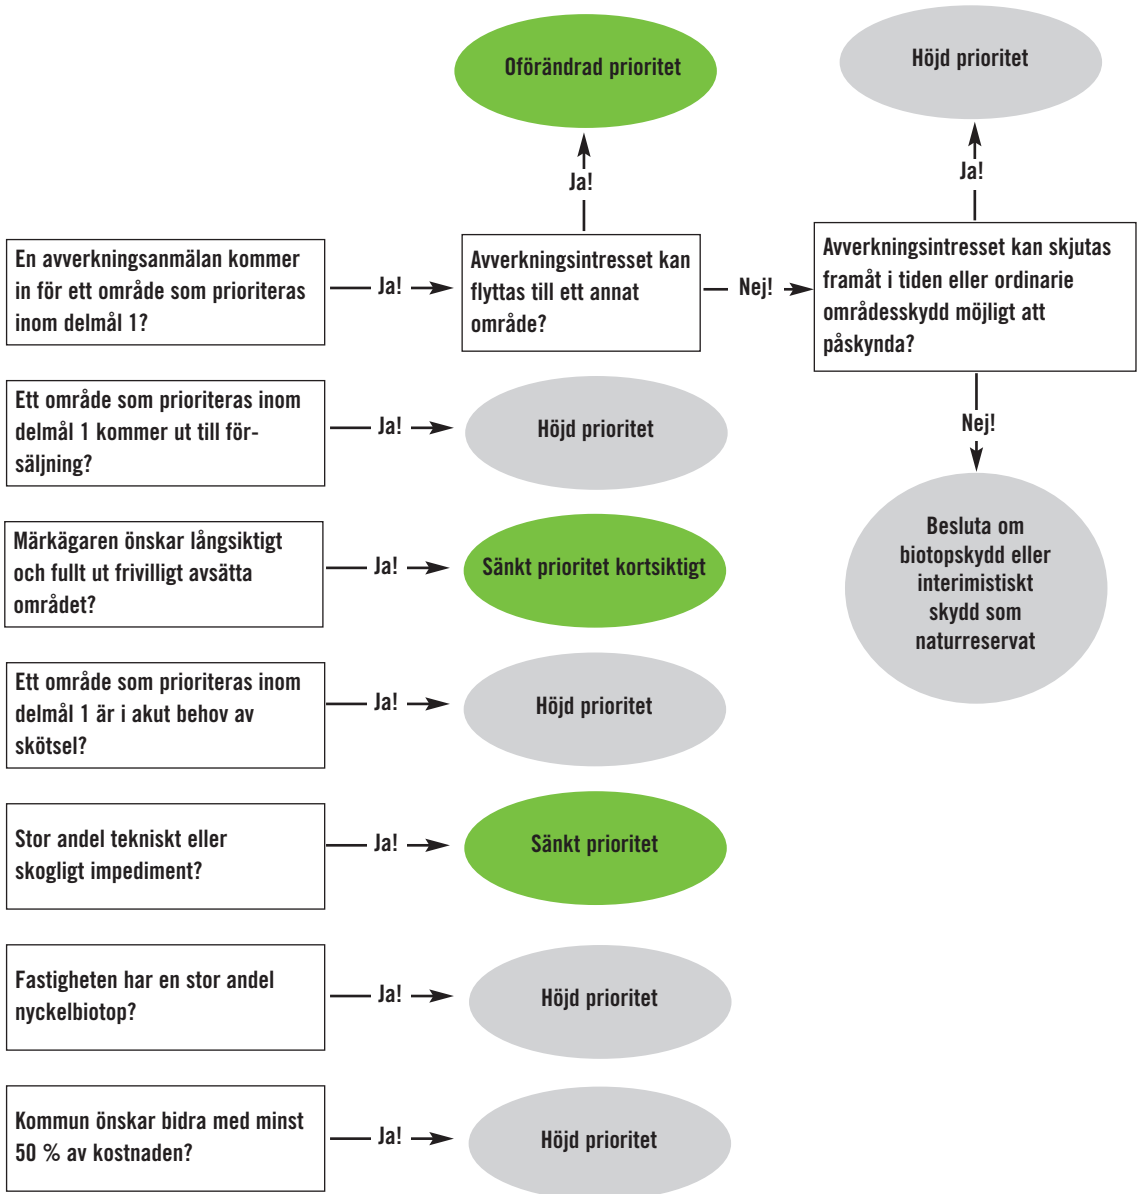 Oförändrad prioritet
Höjd prioritet
Ja!
Ja!
En avverkningsanmälan kommer
in för ett område som prioriteras
inom delmål 1?
Ja!
Avverkningsintresset kan
flyttas till ett annat
område?
Nej!
Avverkningsintresset kan skjutas
framåt i tiden eller ordinarie
områdesskydd möjligt att
påskynda?
Nej!
Besluta om
biotopskydd eller
interimistiskt
skydd som
naturreservat
Ett område som prioriteras inom
delmål 1 kommer ut till för-
säljning?
Ja!
Höjd prioritet
Märkägaren önskar långsiktigt
och fullt ut frivilligt avsätta
området?
Ja!
Sänkt prioritet kortsiktigt
Ett område som prioriteras inom
delmål 1 är i akut behov av
skötsel?
Ja!
Höjd prioritet
Stor andel tekniskt eller
skogligt impediment?
Ja!
Sänkt prioritet
Fastigheten har en stor andel
nyckelbiotop?
Ja!
Höjd prioritet
Kommun önskar bidra med minst
50 % av kostnaden?
Ja!
Höjd prioritet